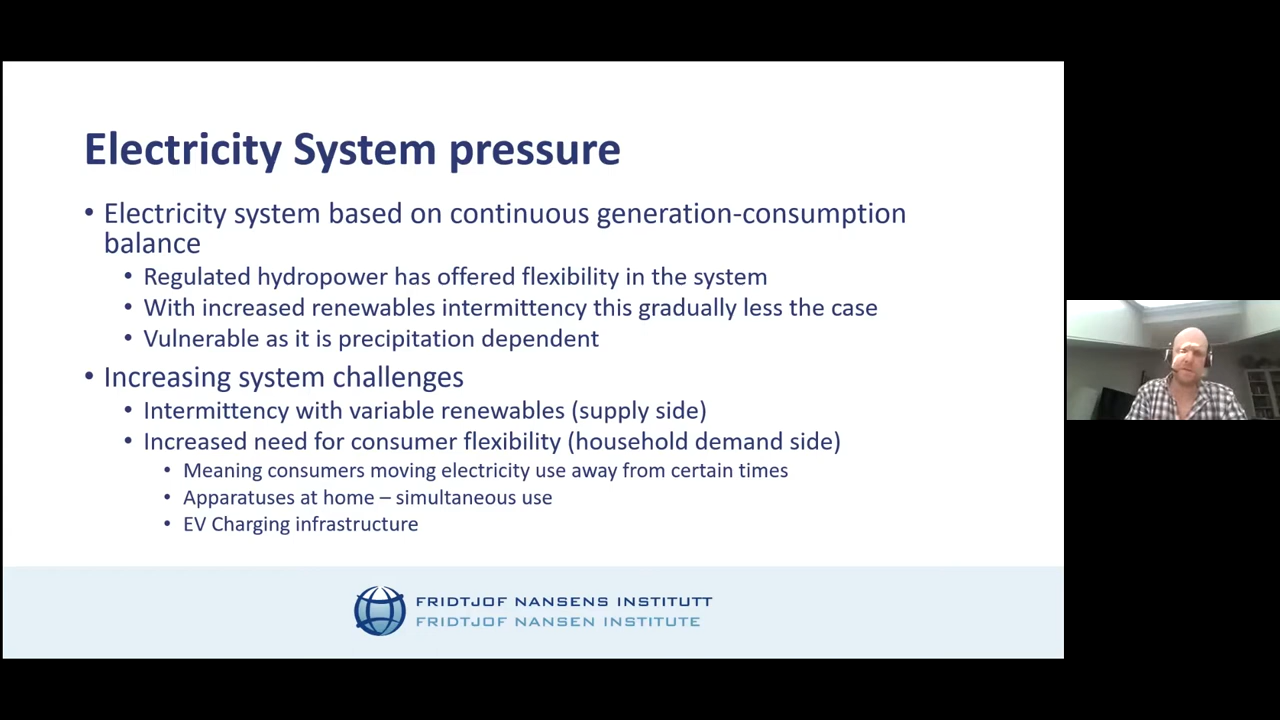 Electricity System pressure
• Electricity system based on continuous generation-consumption
balance
• Regulated hydropower has offered flexibility in the system
• With increased renewables intermittency this gradually less the case
• Vulnerable as it is precipitation dependent
• Increasing system challenges
• Intermittency with variable renewables (supply side)
• Increased need for consumer flexibility (household demand side)
• Meaning consumers moving electricity use away from certain times
• Apparatuses at home – simultaneous use
• EV Charging infrastructure
FRIDTJOF NANSENS INSTITUTT
FRIDTJOF NANSEN INSTITUTE